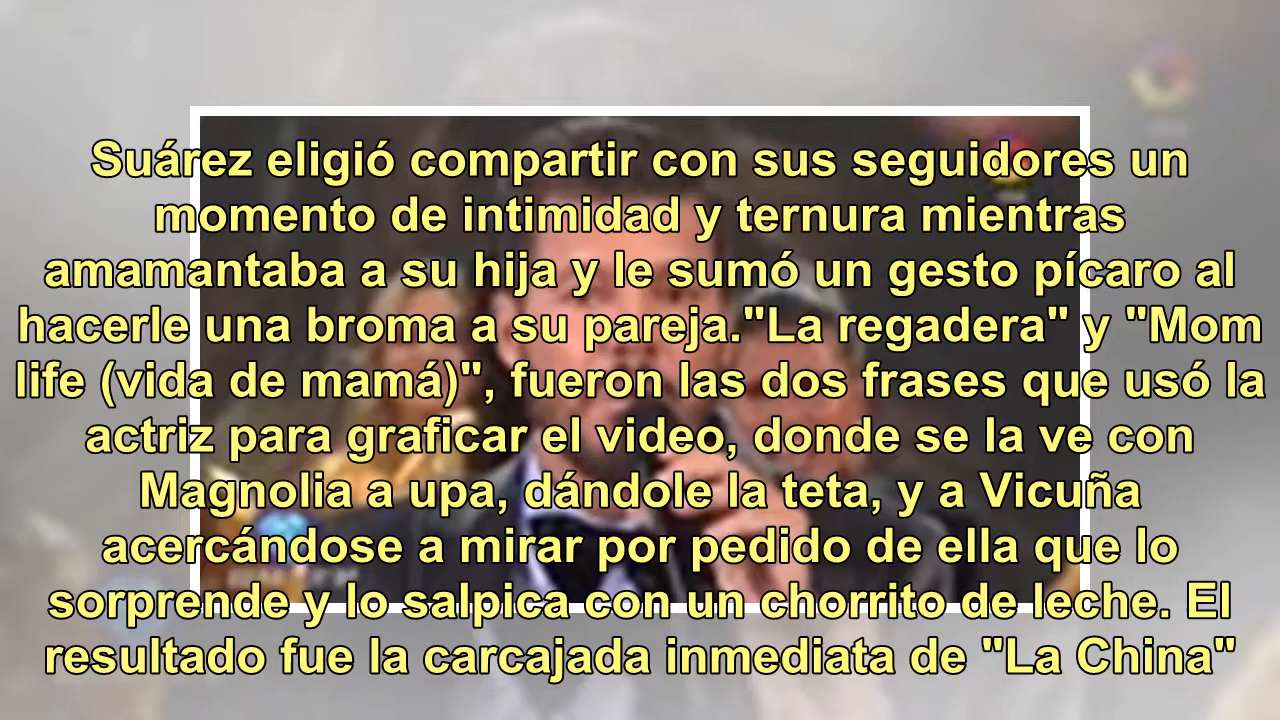 Suárez eligió compartir con sus seguidores un
momento de intimidad y ternura mientras
amamantaba a su hija y le sumó un gesto pícaro al
hacerle una broma a su pareja."La regadera" y "Mom
life (vida de mamá)", fueron las dos frases que usó la
actriz para graficar el video, donde se la ve con
Magnolia a upa, dándole la teta, y a Vicuña
acercándose a mirar por pedido de ella que lo
sorprende y lo salpica con un chorrito de leche. El
resultado fue la carcajada inmediata de "La China"